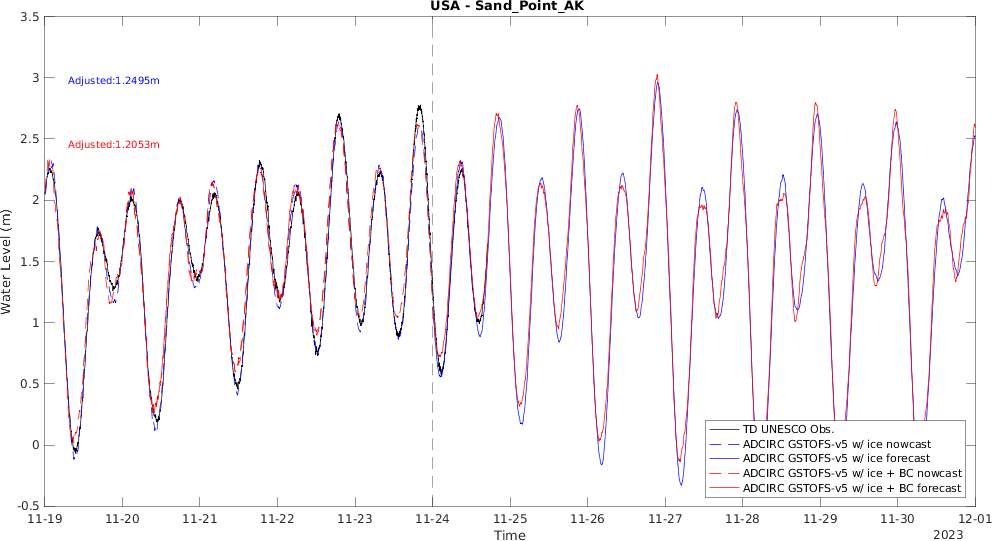 USA - Sand_Point_AK
3.5
3
2.5
2
1.5
1
0.5
0
-0.5
Water Level (m)
Adjusted:1.2495m
Adjusted:1.2053m
TD UNESCO Obs.
ADCIRC GSTOFS-v5 w/ ice nowcast
ADCIRC GSTOFS-v5 w/ ice forecast
ADCIRC GSTOFS-v5 w/ ice + BC nowcast
ADCIRC GSTOFS-v5 w/ ice + BC forecast
11-19 11-20 11-21 11-22 11-23 11-24 11-25 11-26 11-27 11-28 11-29 11-30 12-01
Time
2023